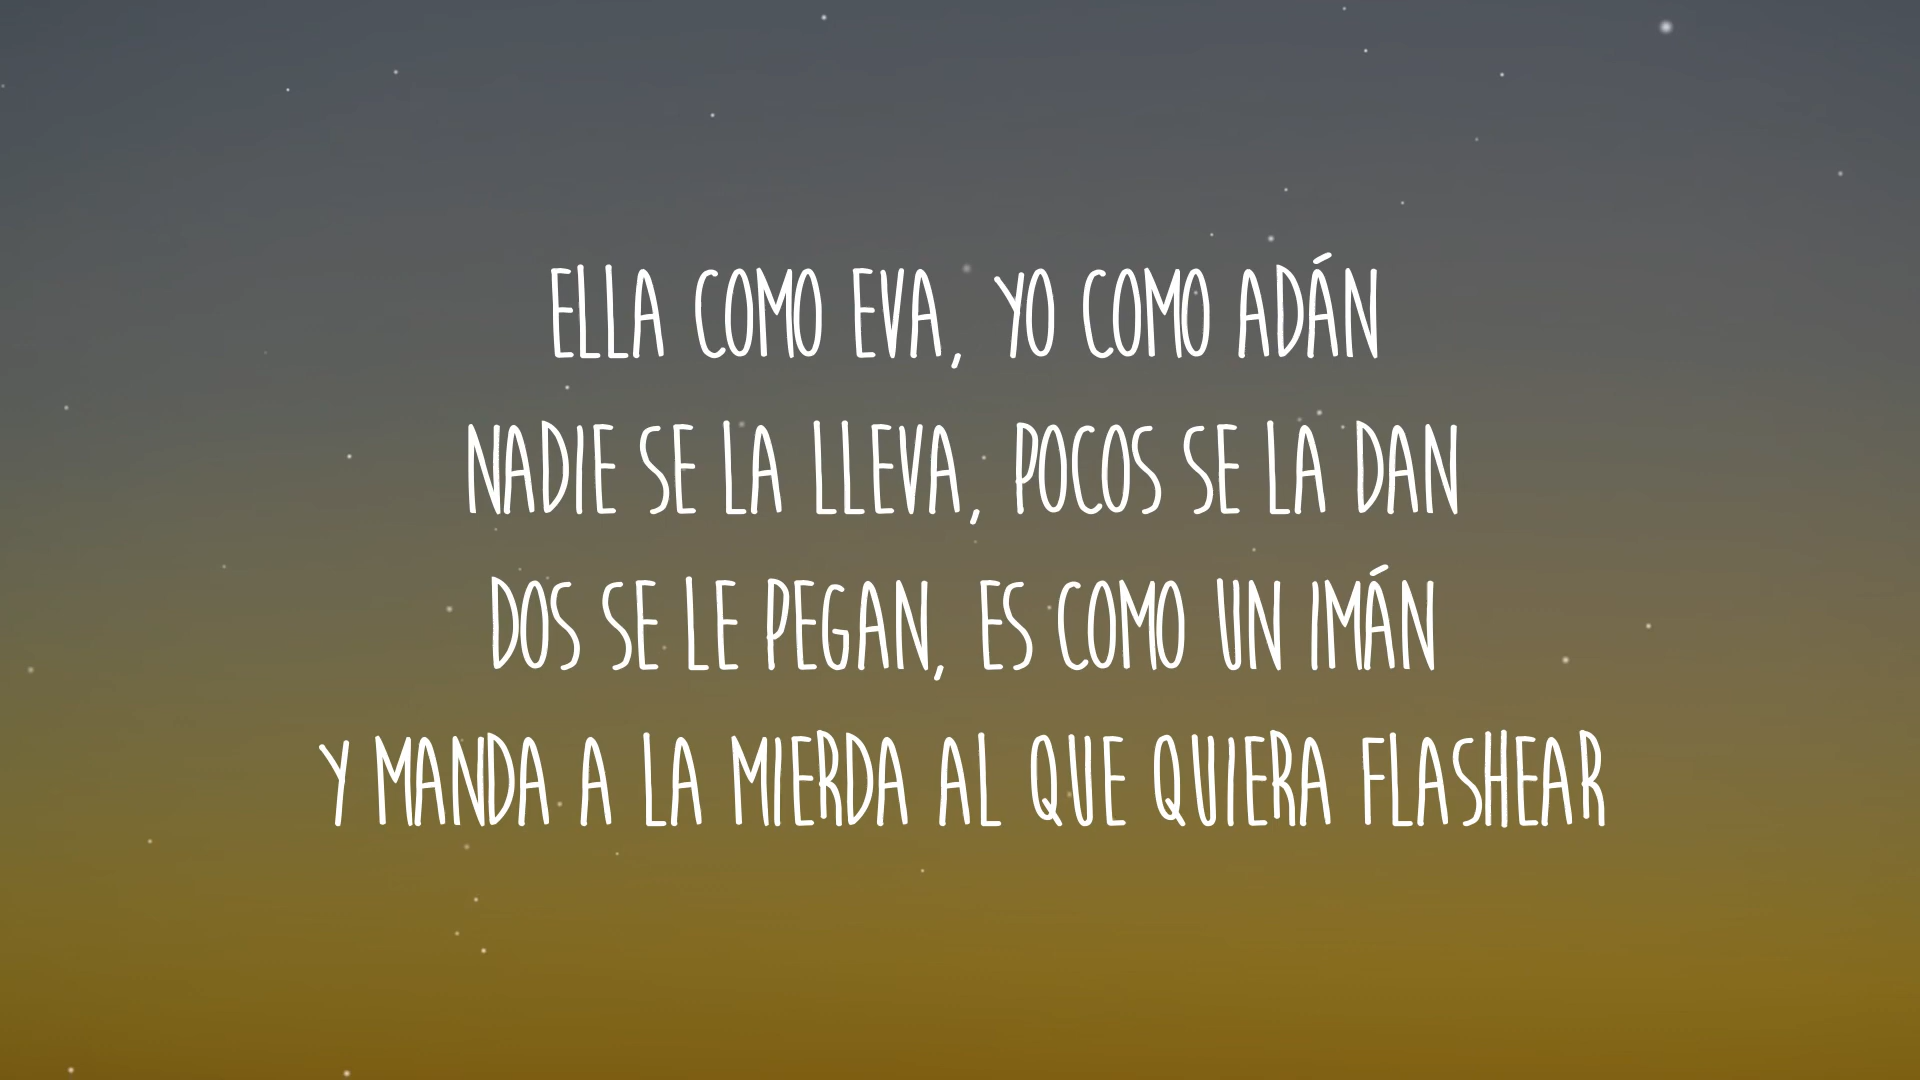 ELLA COMO EVA, YO COMO ADÁN
NADIE SE LA LLEVA, POCOS SE LA DAN
DOS SE LE PEGAN, ES COMO UN IMÁN
Y MANDA A LA MIERDA AL QUE QUIERA FLASHEAR